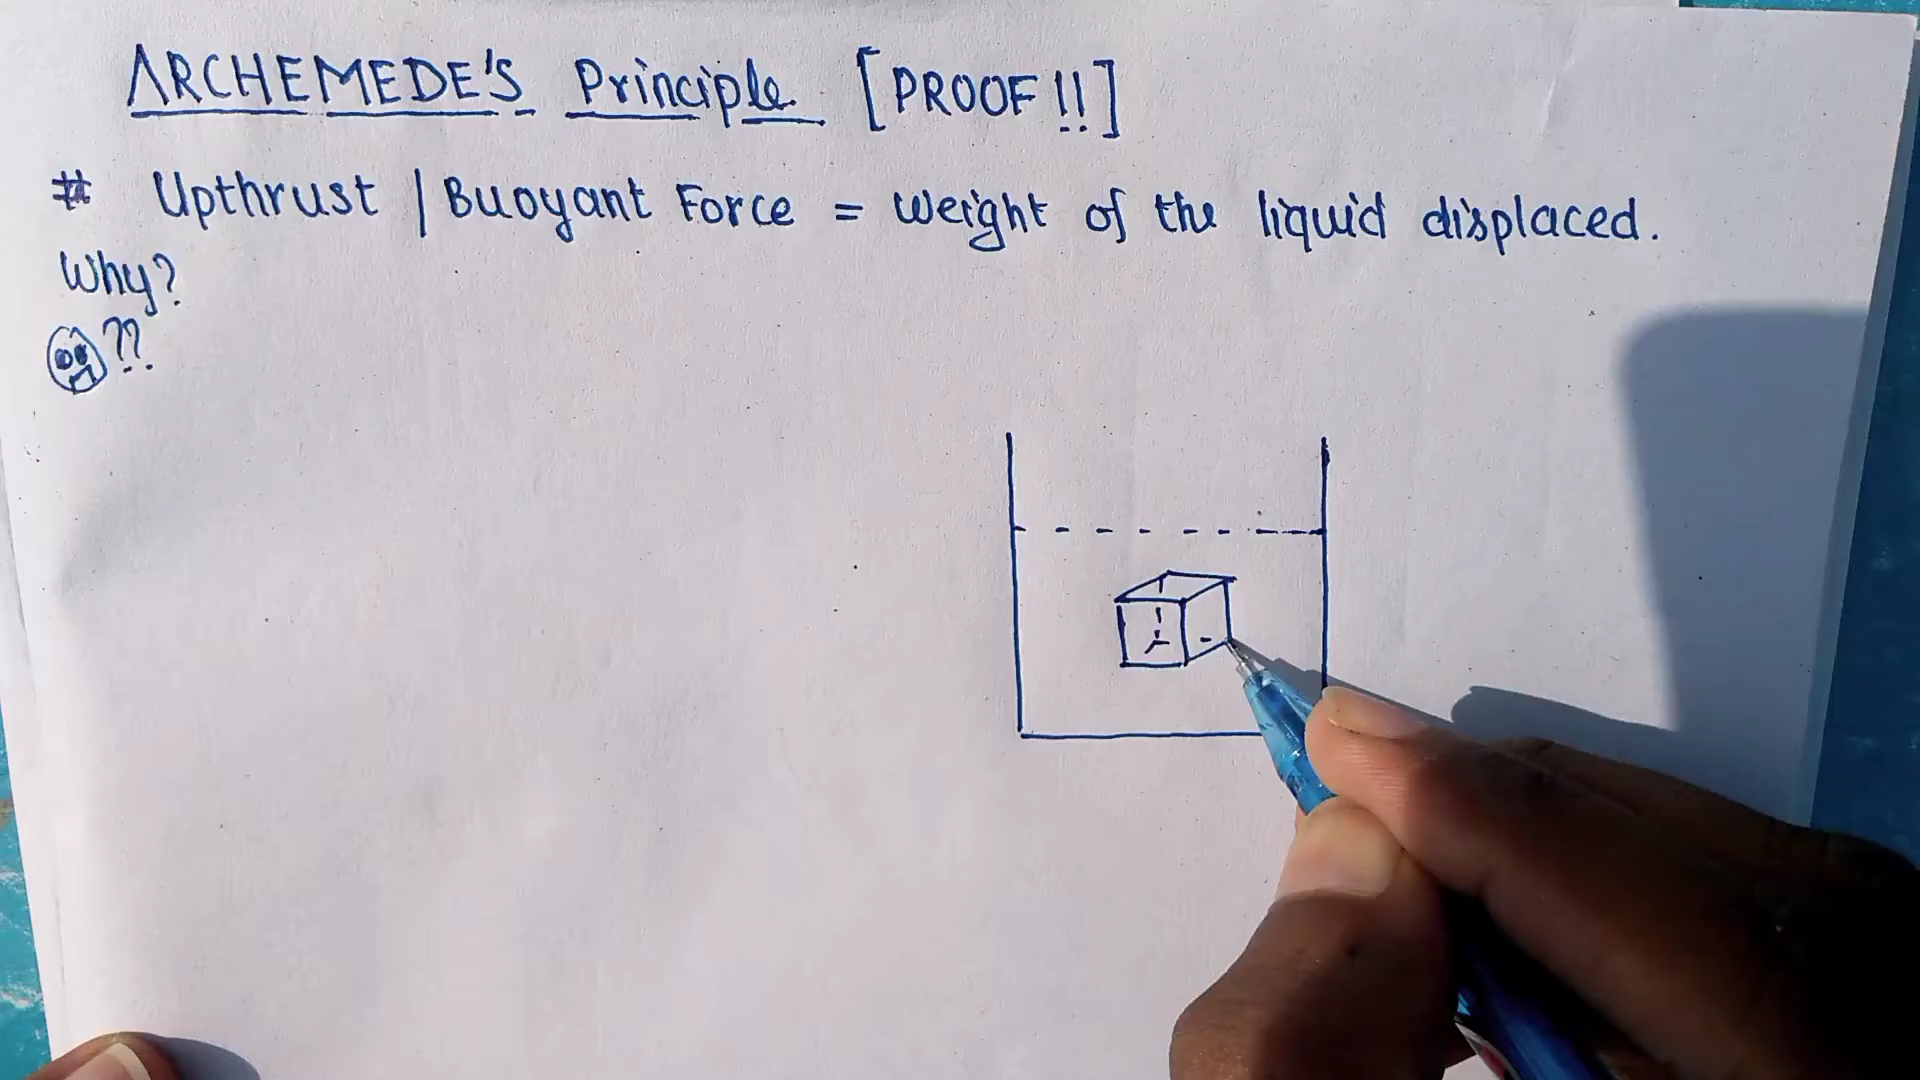 ARCHEMEDE'S Principle [PROOF!!]
# Upthrust / Buoyant Force = Weight of the liquid displaced.
Why?
??